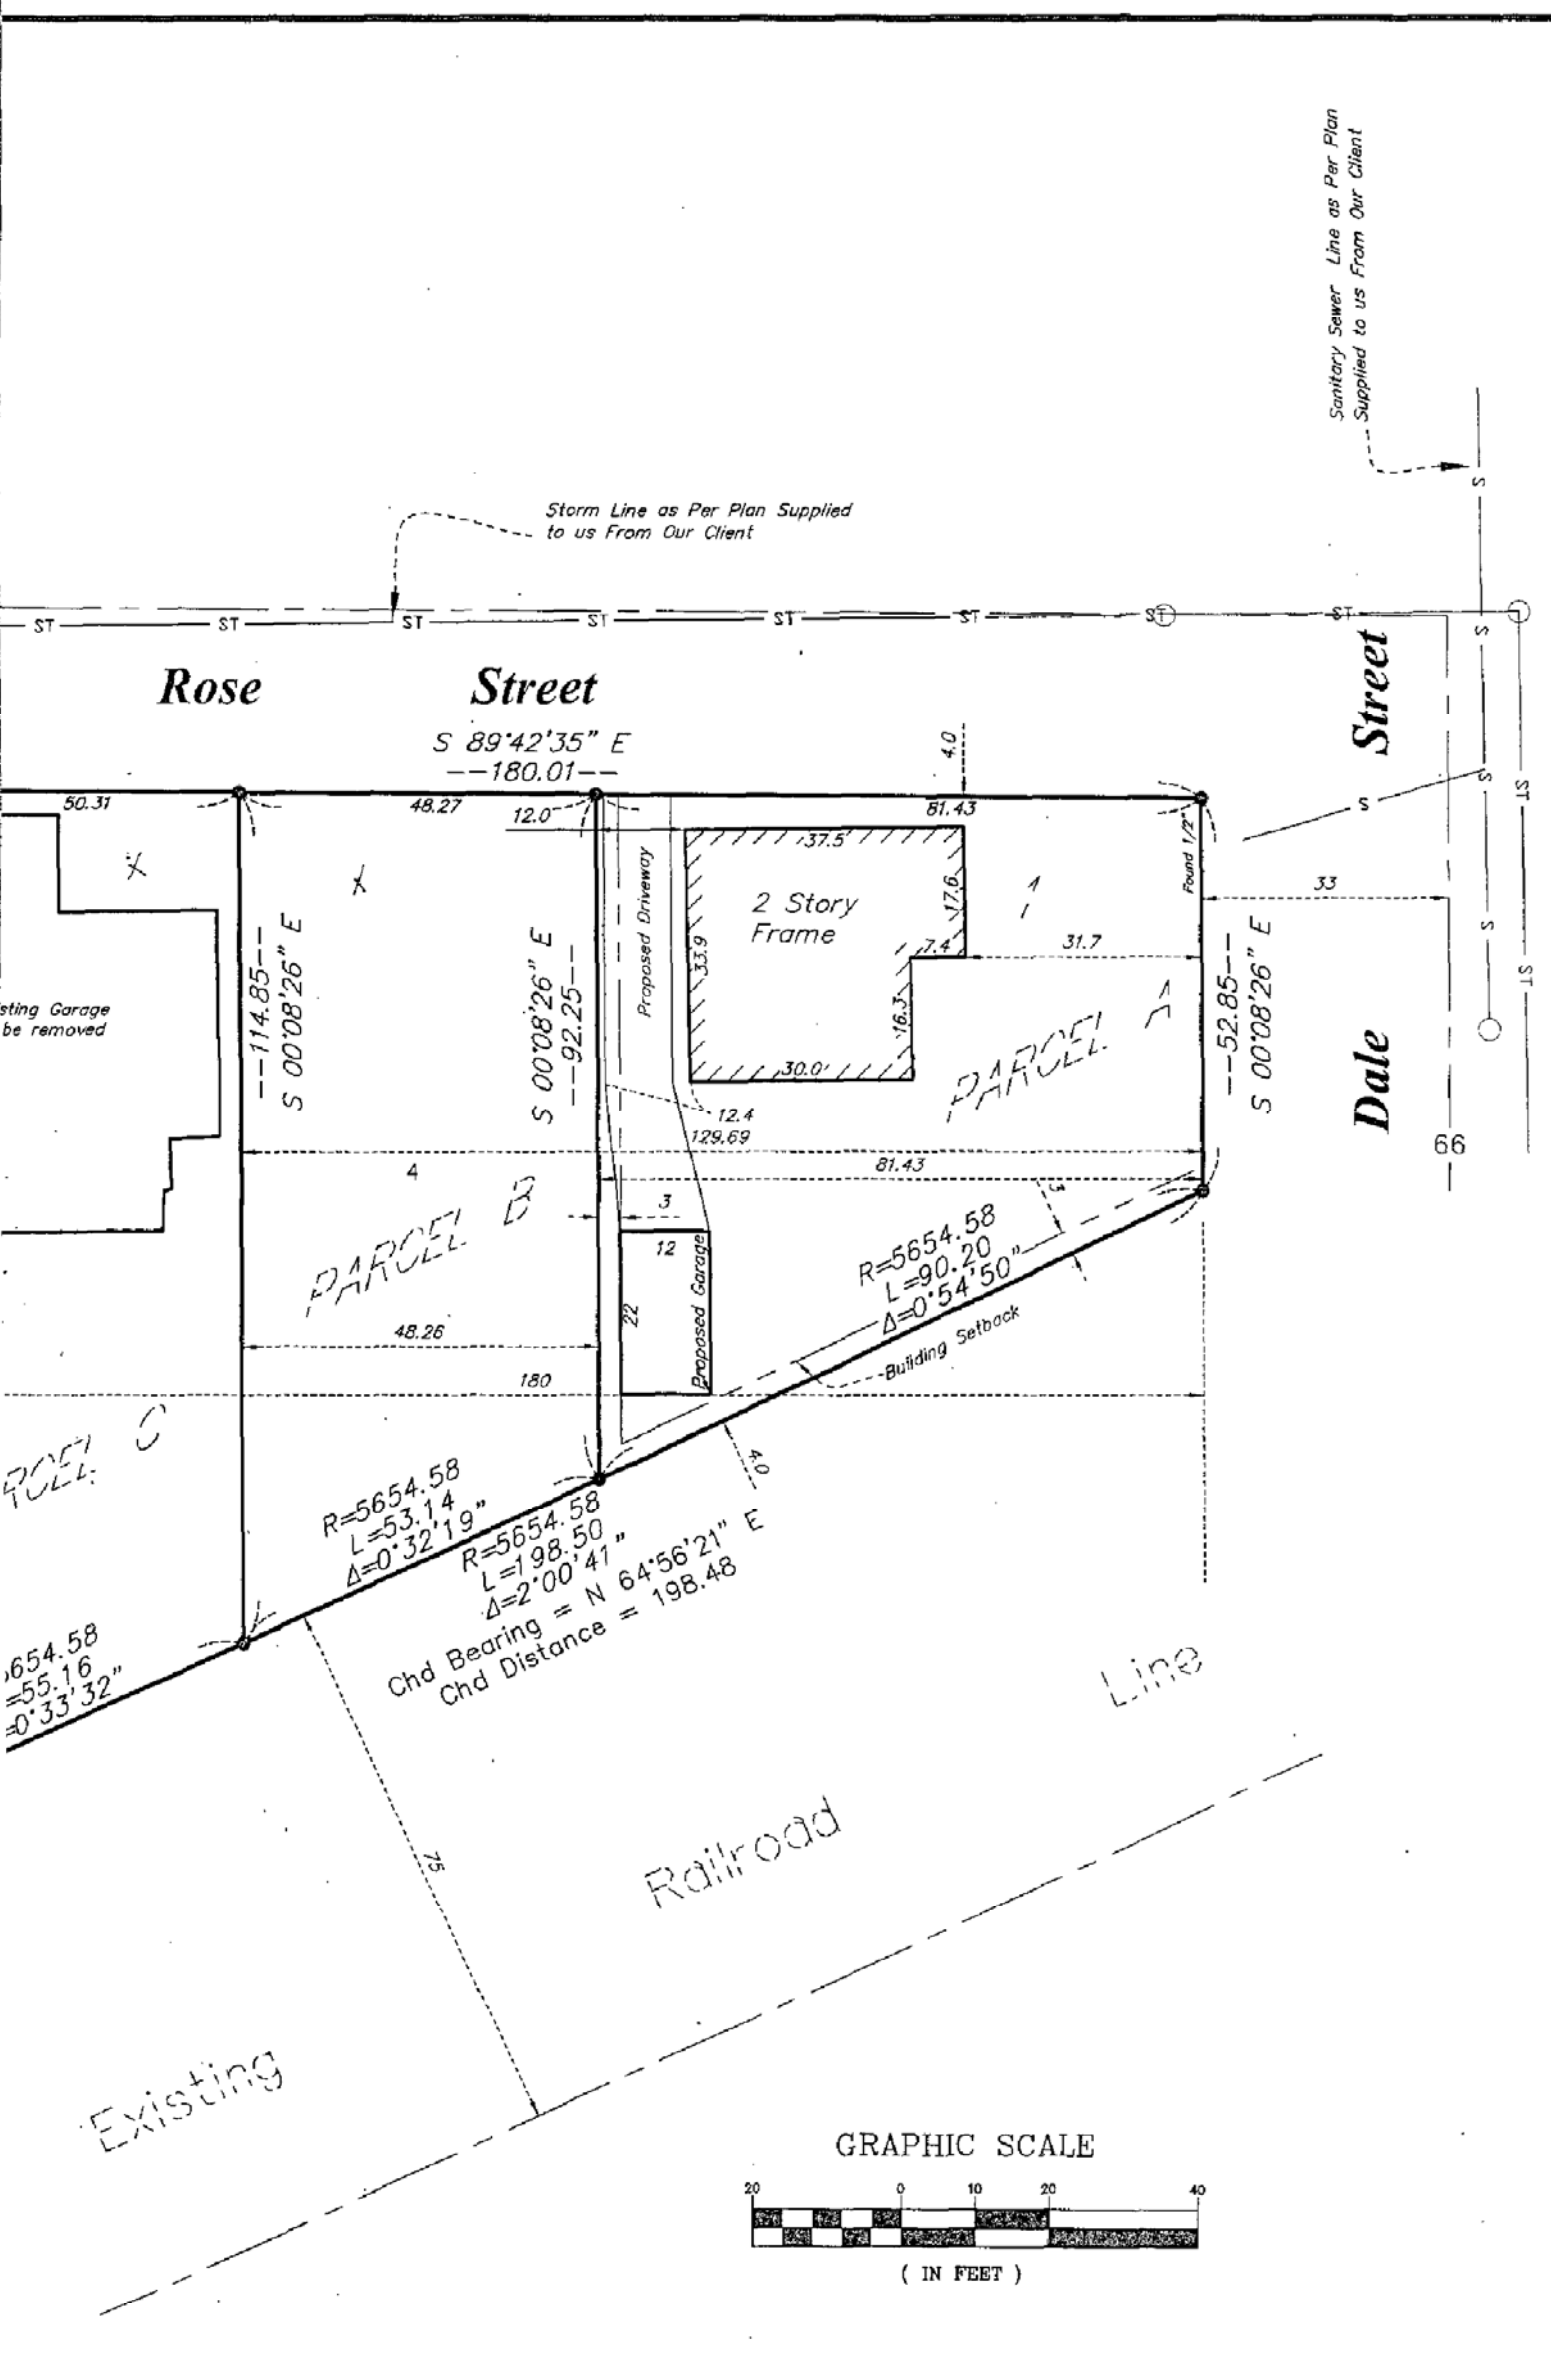 Sanitary Sewer Line as Per Plan
Supplied to us From Our Client
S
Storm Line as Per Plan Supplied
to us From Our Client
ST ST ST ST ST ST ST ST
S
Rose Street
Street
S 89°42'35" E
--180.01--
4.0
S
ST
50.31
48.27
12.0
81.43
S
37.5
Found 1/2"
33
Proposed Driveway
2 Story
Frame
17.6
S
7.4
31.7
33.9
16.3
ST
--114.85--
S 00°08'26" E
S 00°08'26" E
--92.25--
--52.85--
S 00°08'26" E
sting Garage
be removed
PARCEL A
Dale
30.0
12.4
129.69
66
4
81.43
3
PARCEL B
3
12
22
Proposed Garage
R=5654.58
L=90.20
Δ=0°54'50"
Building Setback
48.26
180
RCEL C
4.0
R=5654.58
L=53.14
Δ=0°32'19"
R=5654.58
L=198.50
Δ=2°00'41"
Chd Bearing = N 64°56'21" E
Chd Distance = 198.48
5654.58
=55.16
=0°33'32"
75
Existing Railroad Line
GRAPHIC SCALE
20 0 10 20 40
( IN FEET )